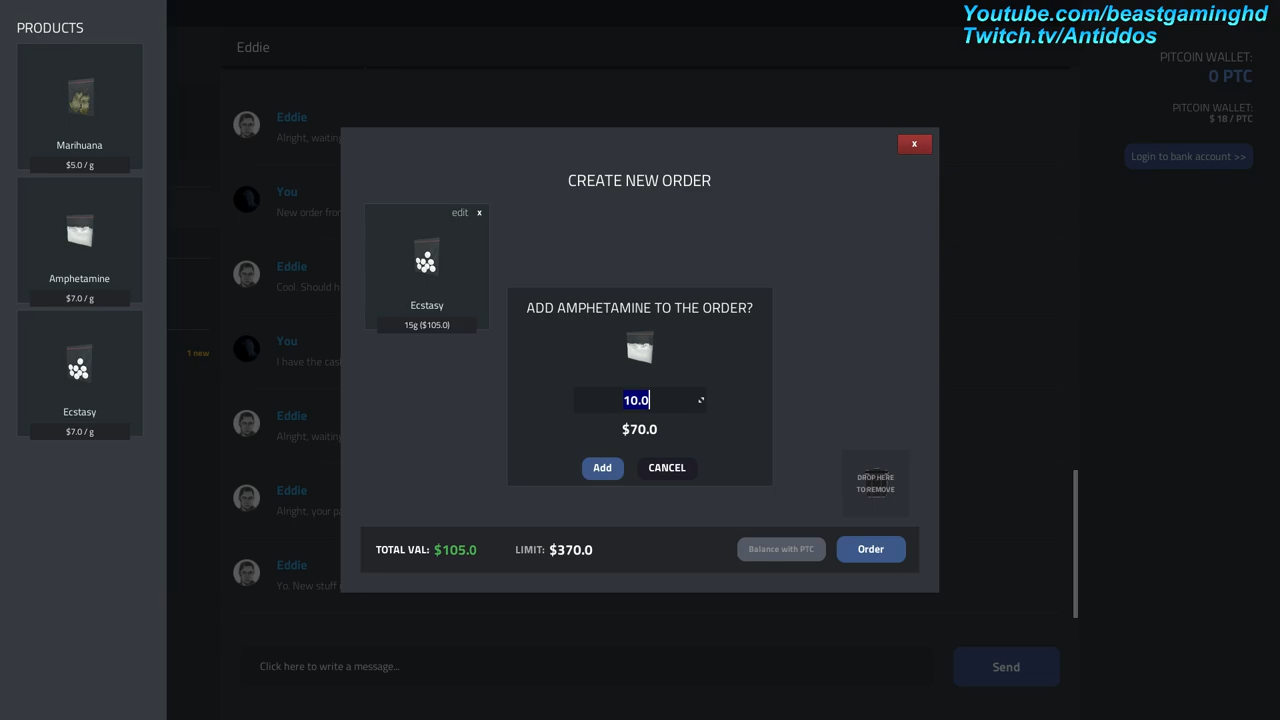 Youtube.com/beastgaminghd
Twitch.tv/Antiddos
PRODUCTS
Marihuana
$5.0 / g
Amphetamine
$7.0 / g
Ecstasy
$7.0 / g
1 new
Eddie
Eddie
Alright, waiting
You
New order from
Eddie
Cool. Should
You
I have the
Eddie
Alright, waiting
Eddie
Alright, your
Eddie
Yo. New stuff
Click here to write a message...
Send
PITCOIN WALLET:
0 PTC
PITCOIN WALLET:
$ 18 / PTC
Login to bank account >>
x
CREATE NEW ORDER
edit x
Ecstasy
15g ($105.0)
ADD AMPHETAMINE TO THE ORDER?
10.0
$70.0
Add
CANCEL
DROP HERE
TO REMOVE
TOTAL VAL: $105.0
LIMIT: $370.0
Balance with PTC
Order